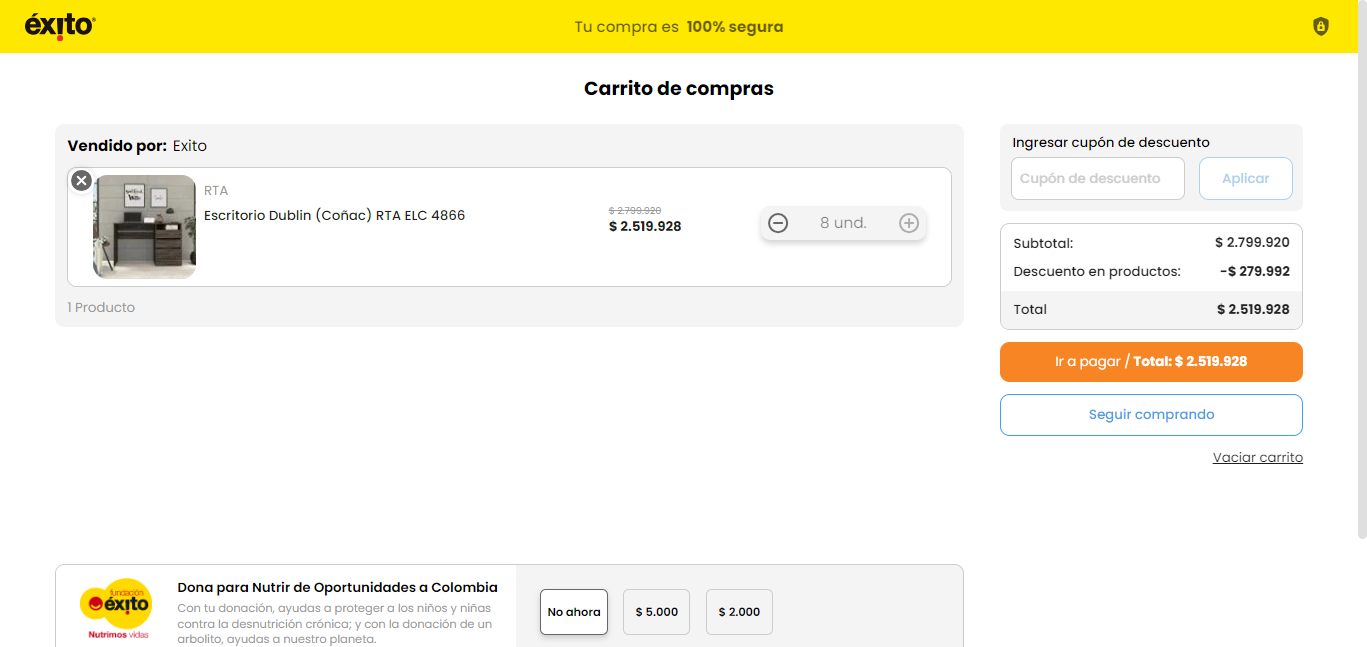 éxito
Tu compra es 100% segura
Carrito de compras
Vendido por: Exito
RTA
Escritorio Dublin (Coñac) RTA ELC 4866
$ 2.799.920
$ 2.519.928
8 und.
1 Producto
Ingresar cupón de descuento
Cupón de descuento
Aplicar
Subtotal: $ 2.799.920
Descuento en productos: -$ 279.992
Total $ 2.519.928
Ir a pagar / Total: $ 2.519.928
Seguir comprando
Vaciar carrito
fundación
éxito
Nutrimos vidas
Dona para Nutrir de Oportunidades a Colombia
Con tu donación, ayudas a proteger a los niños y niñas
contra la desnutrición crónica; y con la donación de un
arbolito, ayudas a nuestro planeta.
No ahora
$ 5.000
$ 2.000